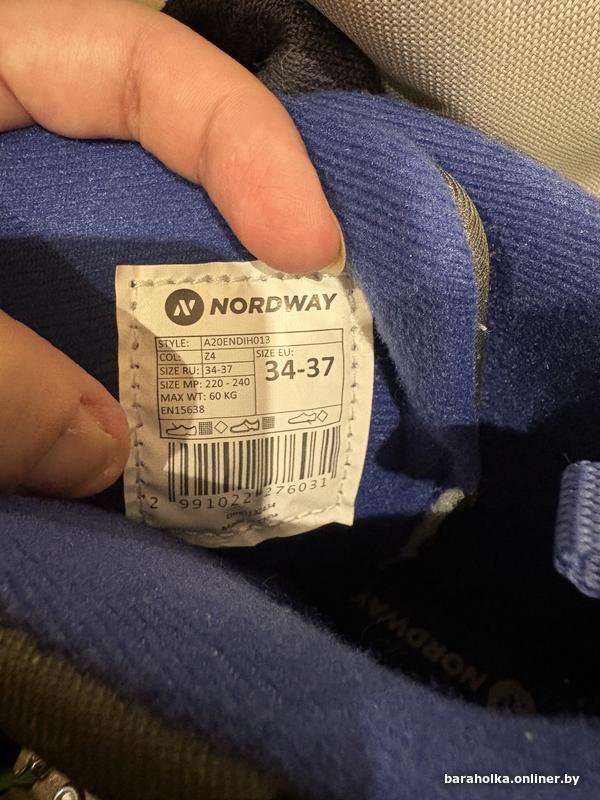 NORDWAY
STYLE: A20ENDIH013
COL: Z4
SIZE RU: 34-37
SIZE MP: 220 - 240
MAX WT: 60 KG
EN15638
SIZE EU:
34-37
2 991022 276031
NORDWAY
baraholka.onliner.by